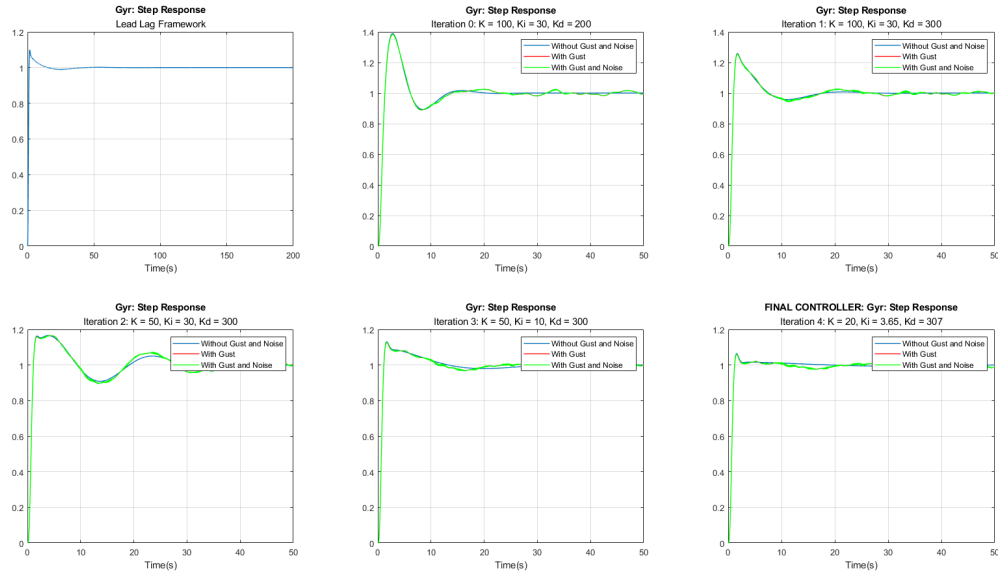 Gyr: Step Response
Lead Lag Framework
1.2
1
0.8
0.6
0.4
0.2
0
0
50
100
150
200
Time(s)
Gyr: Step Response
Iteration 0: K = 100, Ki = 30, Kd = 200
1.4
1.2
1
0.8
0.6
0.4
0.2
0
Without Gust and Noise
With Gust
With Gust and Noise
0
10
20
30
40
50
Time(s)
Gyr: Step Response
Iteration 1: K = 100, Ki = 30, Kd = 300
1.4
1.2
1
0.8
0.6
0.4
0.2
0
Without Gust and Noise
With Gust
With Gust and Noise
0
10
20
30
40
50
Time(s)
Gyr: Step Response
Iteration 2: K = 50, Ki = 30, Kd = 300
1.2
1
0.8
0.6
0.4
0.2
0
Without Gust and Noise
With Gust
With Gust and Noise
0
10
20
30
40
50
Time(s)
Gyr: Step Response
Iteration 3: K = 50, Ki = 10, Kd = 300
1.2
1
0.8
0.6
0.4
0.2
0
Without Gust and Noise
With Gust
With Gust and Noise
0
10
20
30
40
50
Time(s)
FINAL CONTROLLER: Gyr: Step Response
Iteration 4: K = 20, Ki = 3.65, Kd = 307
1.2
1
0.8
0.6
0.4
0.2
0
Without Gust and Noise
With Gust
With Gust and Noise
0
10
20
30
40
50
Time(s)